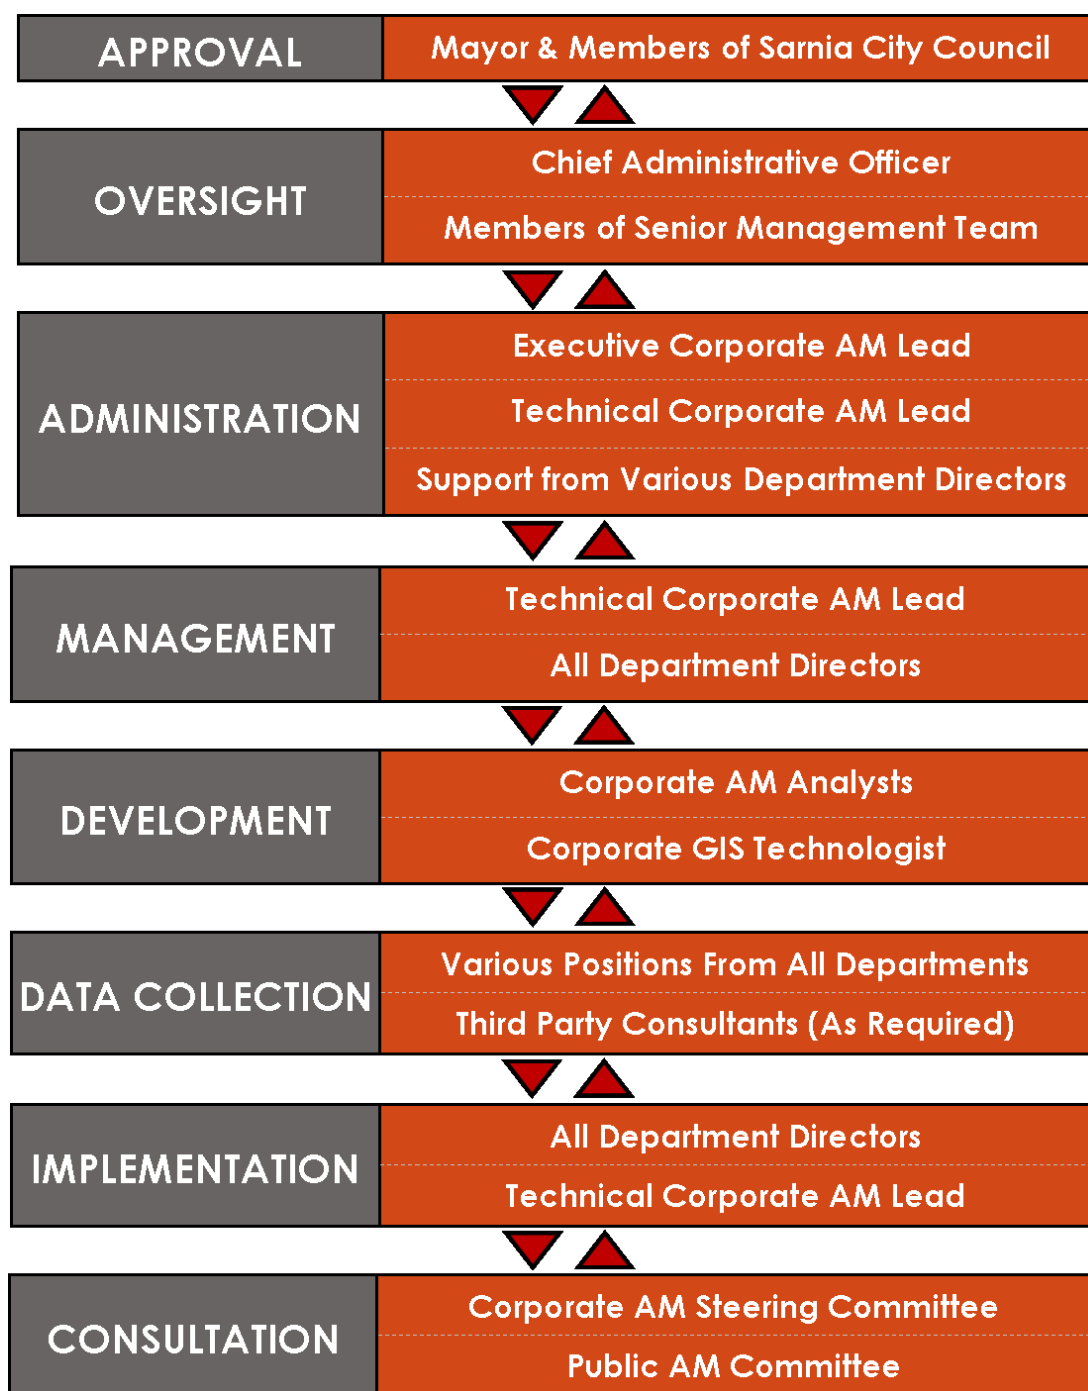 APPROVAL
Mayor & Members of Sarnia City Council
OVERSIGHT
Chief Administrative Officer
Members of Senior Management Team
ADMINISTRATION
Executive Corporate AM Lead
Technical Corporate AM Lead
Support from Various Department Directors
MANAGEMENT
Technical Corporate AM Lead
All Department Directors
DEVELOPMENT
Corporate AM Analysts
Corporate GIS Technologist
DATA COLLECTION
Various Positions From All Departments
Third Party Consultants (As Required)
IMPLEMENTATION
All Department Directors
Technical Corporate AM Lead
CONSULTATION
Corporate AM Steering Committee
Public AM Committee